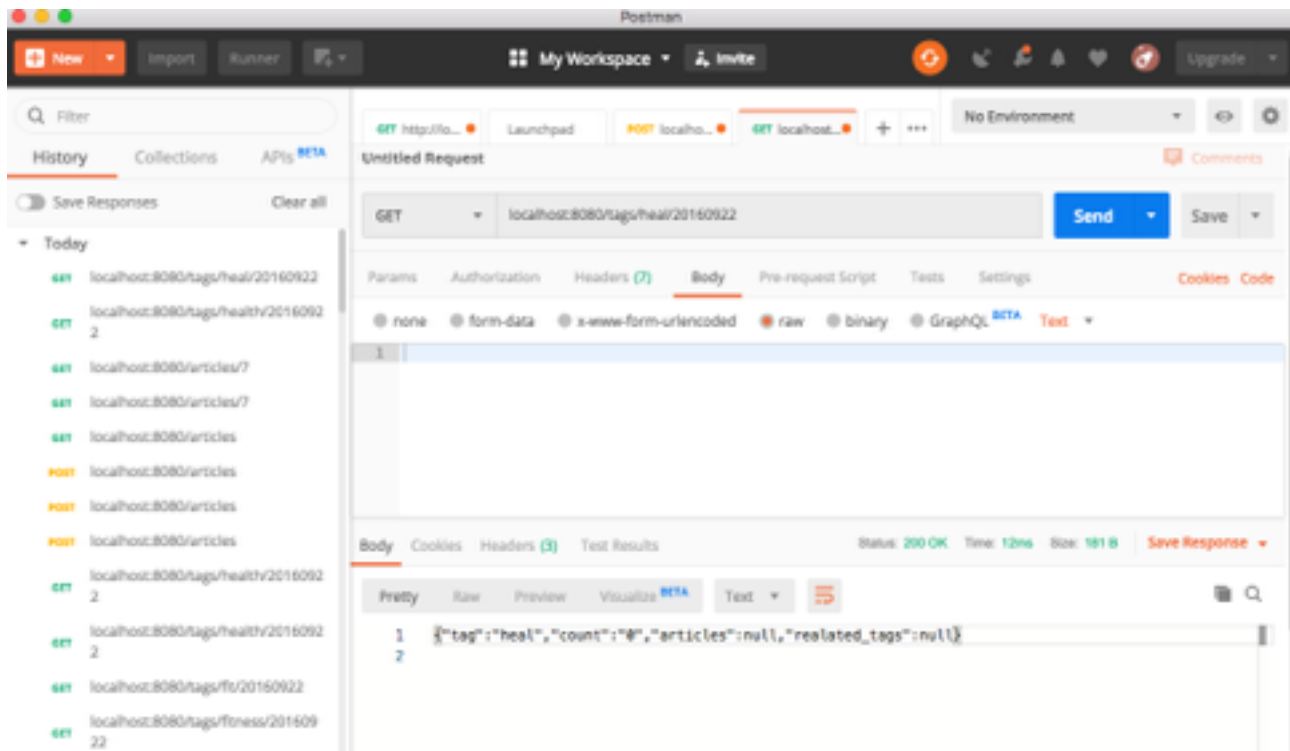 Postman
New Import Runner My Workspace Invite Upgrade
Filter
History Collections APIs BETA
Save Responses Clear all
Today
GET localhost:8080/tags/heal/20160922
GET localhost:8080/tags/health/2016092
2
GET localhost:8080/articles/7
GET localhost:8080/articles/7
GET localhost:8080/articles
POST localhost:8080/articles
POST localhost:8080/articles
POST localhost:8080/articles
GET localhost:8080/tags/health/2016092
2
GET localhost:8080/tags/health/2016092
2
GET localhost:8080/tags/fit/20160922
GET localhost:8080/tags/fitness/201609
22
GET http://lo... Launchpad POST localho... GET localhost... + ••• No Environment
Untitled Request Comments
GET localhost:8080/tags/heal/20160922 Send Save
Params Authorization Headers (7) Body Pre-request Script Tests Settings Cookies Code
none form-data x-www-form-urlencoded raw binary GraphQL BETA Text
1
Body Cookies Headers (3) Test Results Status: 200 OK Time: 12ms Size: 181 B Save Response
Pretty Raw Preview Visualize BETA Text
1 {"tag":"heal","count":"0","articles":null,"realated_tags":null}
2